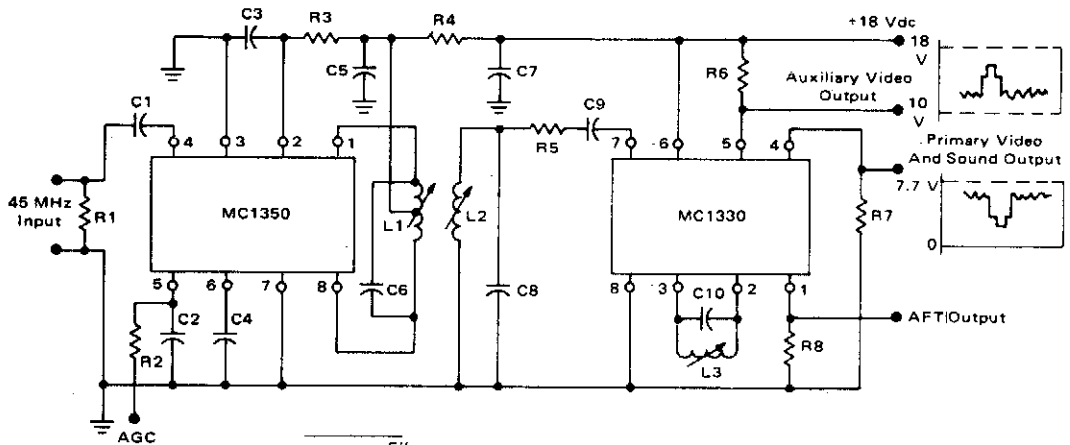 C3
R3
R4
+18 Vdc
18
V
C5
C7
R6
Auxiliary Video
Output
10
V
C1
C9
R5
4
3
2
1
7
6
5
4
Primary Video
And Sound Output
7.7 V
0
45 MHz
Input
R1
MC1350
L1
L2
MC1330
R7
5
6
7
8
C6
C8
8
3
C10
2
1
C2
C4
R2
L3
R8
AFT Output
AGC